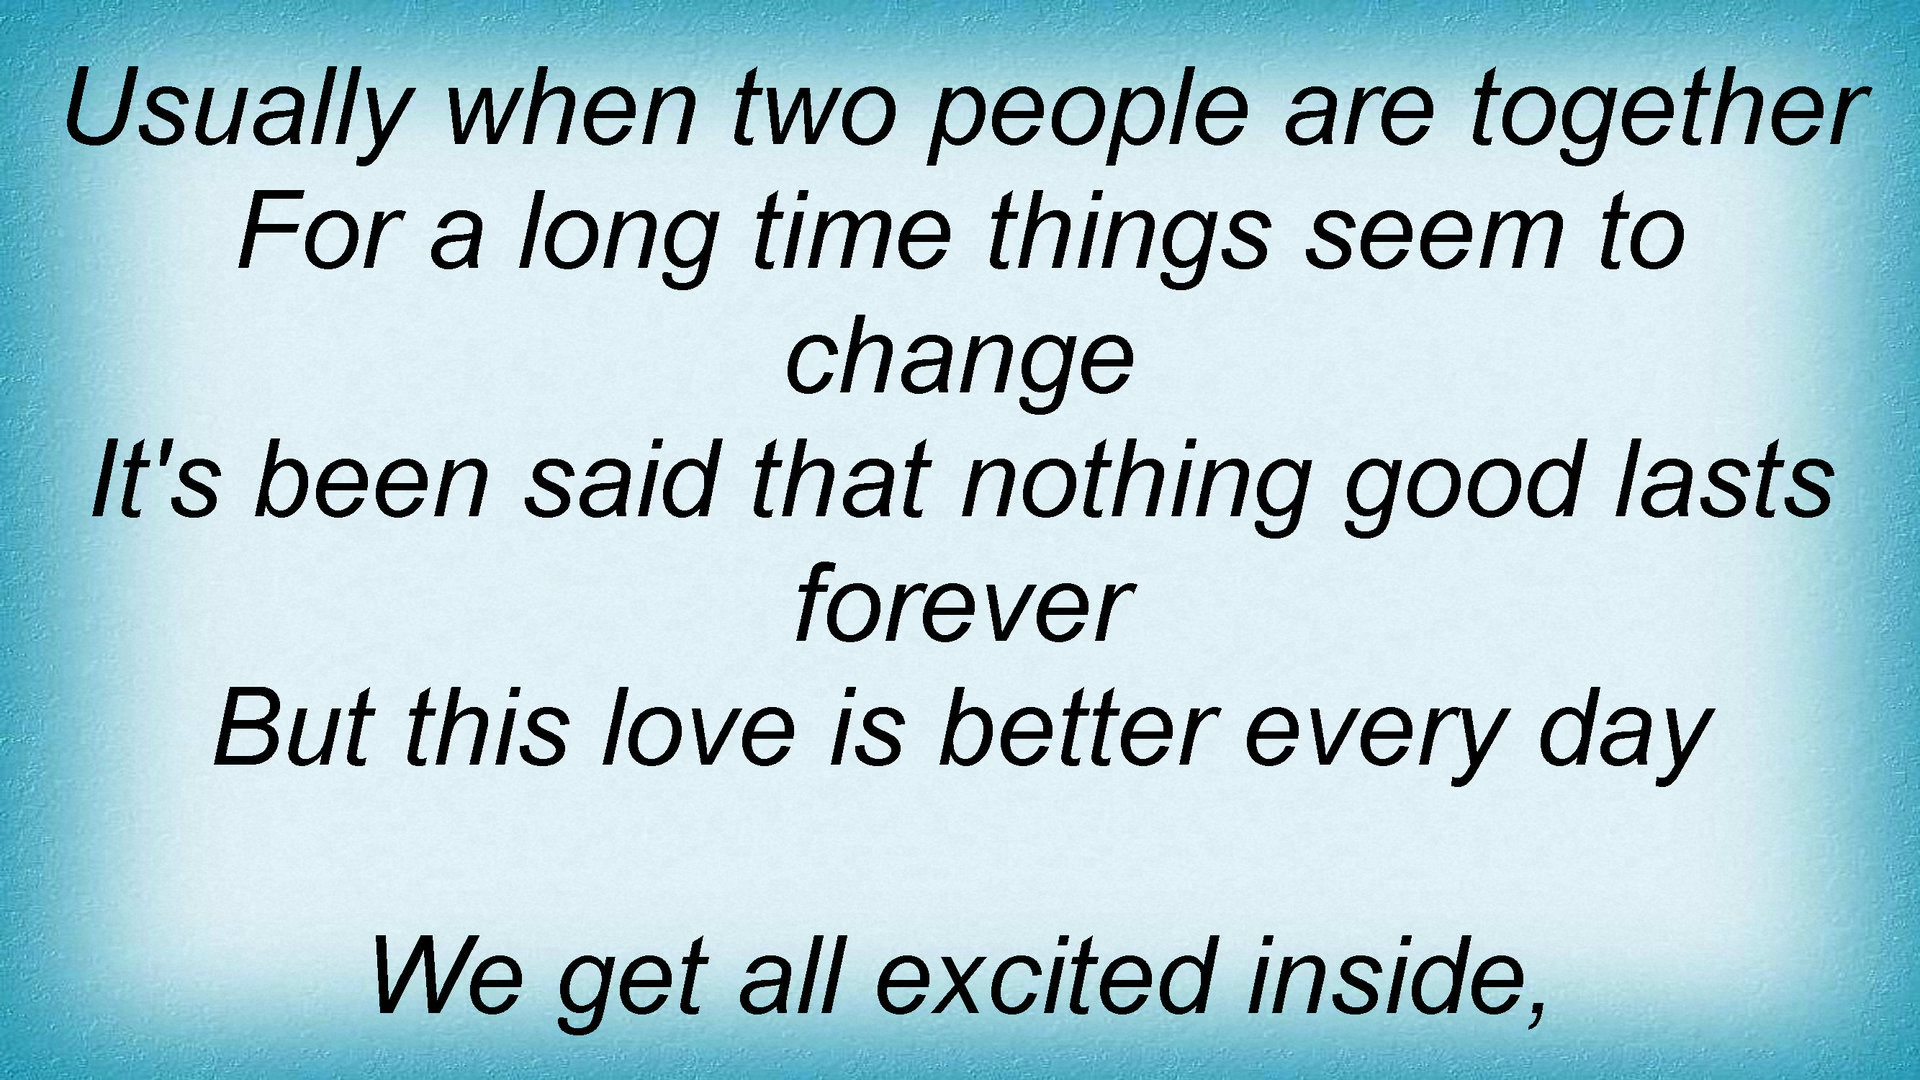 Usually when two people are together
For a long time things seem to
change
It's been said that nothing good lasts
forever
But this love is better every day
We get all excited inside,